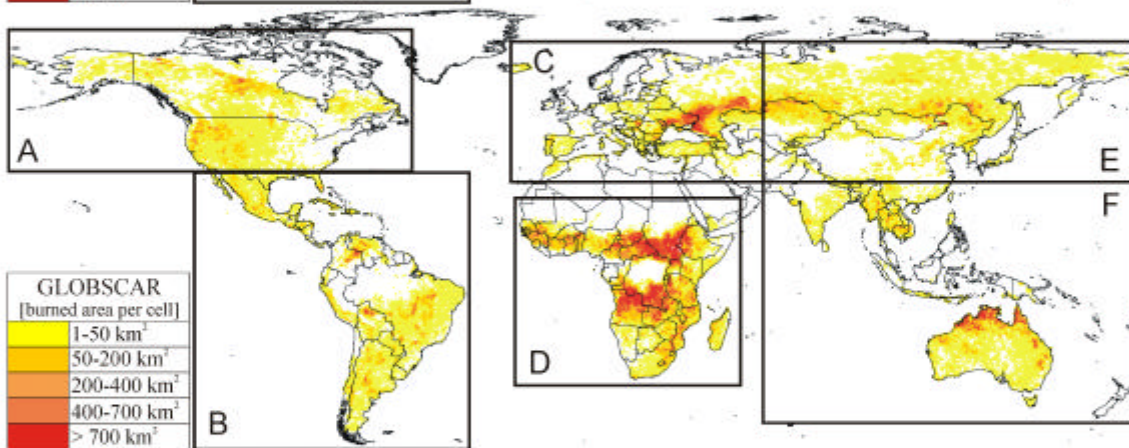 A
C
E
F
GLOBSCAR
[burned area per cell]
1-50 km²
50-200 km²
200-400 km²
400-700 km²
> 700 km²
D
B